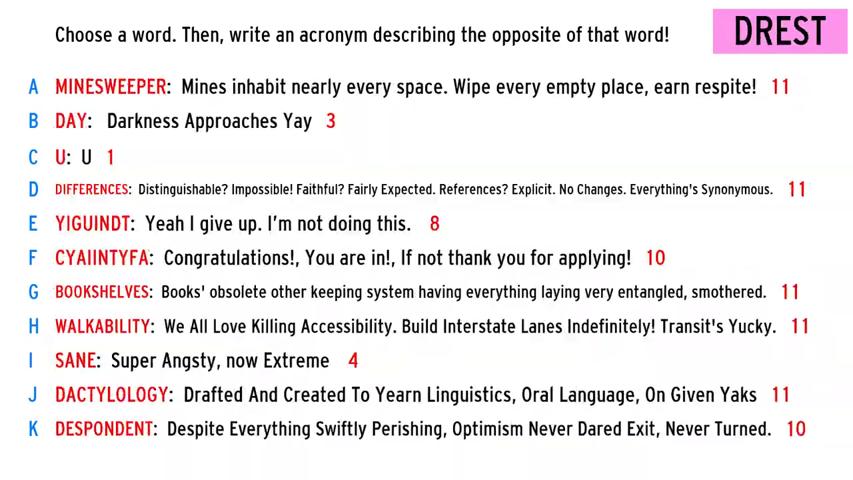 Choose a word. Then, write an acronym describing the opposite of that word!
DREST
A MINESWEEPER: Mines inhabit nearly every space. Wipe every empty place, earn respite! 11
B DAY: Darkness Approaches Yay 3
C U: U 1
D DIFFERENCES: Distinguishable? Impossible! Faithful? Fairly Expected. References? Explicit. No Changes. Everything's Synonymous. 11
E YIGUINDT: Yeah I give up. I'm not doing this. 8
F CYAIINTYFA: Congratulations!, You are in!, If not thank you for applying! 10
G BOOKSHELVES: Books' obsolete other keeping system having everything laying very entangled, smothered. 11
H WALKABILITY: We All Love Killing Accessibility. Build Interstate Lanes Indefinitely! Transit's Yucky. 11
I SANE: Super Angsty, now Extreme 4
J DACTYLOLOGY: Drafted And Created To Yearn Linguistics, Oral Language, On Given Yaks 11
K DESPONDENT: Despite Everything Swiftly Perishing, Optimism Never Dared Exit, Never Turned. 10